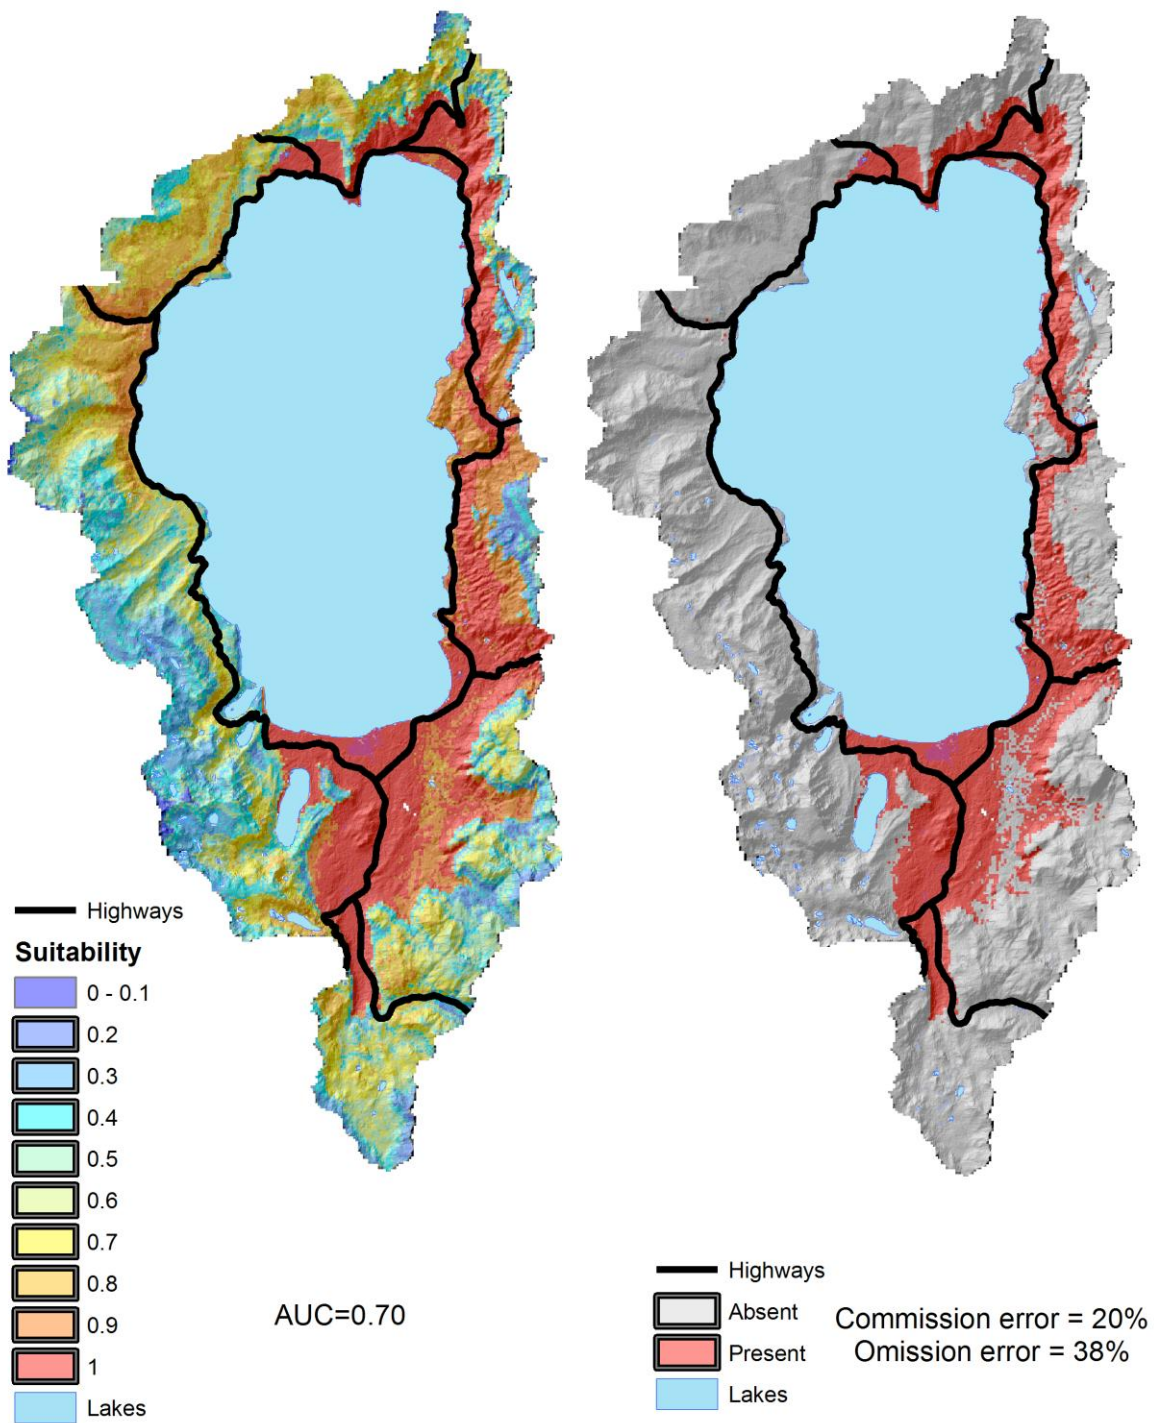 Highways
Suitability
0 - 0.1
0.2
0.3
0.4
0.5
0.6
0.7
0.8
0.9
1
Lakes
AUC=0.70
Highways
Absent
Present
Lakes
Commission error = 20%
Omission error = 38%